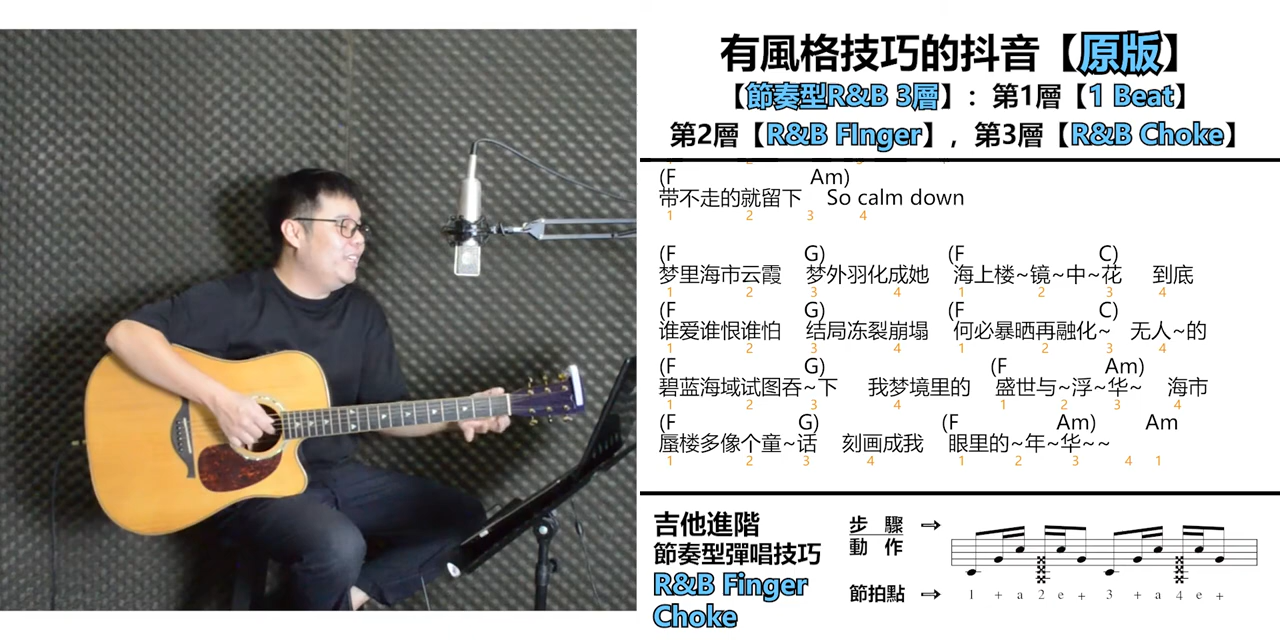 有風格技巧的抖音【原版】
【節奏型R&B 3層】：第1層【1 Beat】
第2層【R&B FInger】，第3層【R&B Choke】
(F Am)
带不走的就留下 So calm down
1 2 3 4
(F G) (F C)
梦里海市云霞 梦外羽化成她 海上楼~镜~中~花 到底
1 2 3 4 1 2 3 4
(F G) (F C)
谁爱谁恨谁怕 结局冻裂崩塌 何必暴晒再融化~ 无人~的
1 2 3 4 1 2 3 4
(F G) (F Am)
碧蓝海域试图吞~下 我梦境里的 盛世与~浮~华~ 海市
1 2 3 4 1 2 3 4
(F G) (F Am) Am
蜃楼多像个童~话 刻画成我 眼里的~年~华~~
1 2 3 4 1 2 3 4 1
吉他進階
節奏型彈唱技巧
R&B Finger
Choke
步 驟 ⇨
動 作
節拍點 ⇨ 1 + a 2 e + 3 + a 4 e +